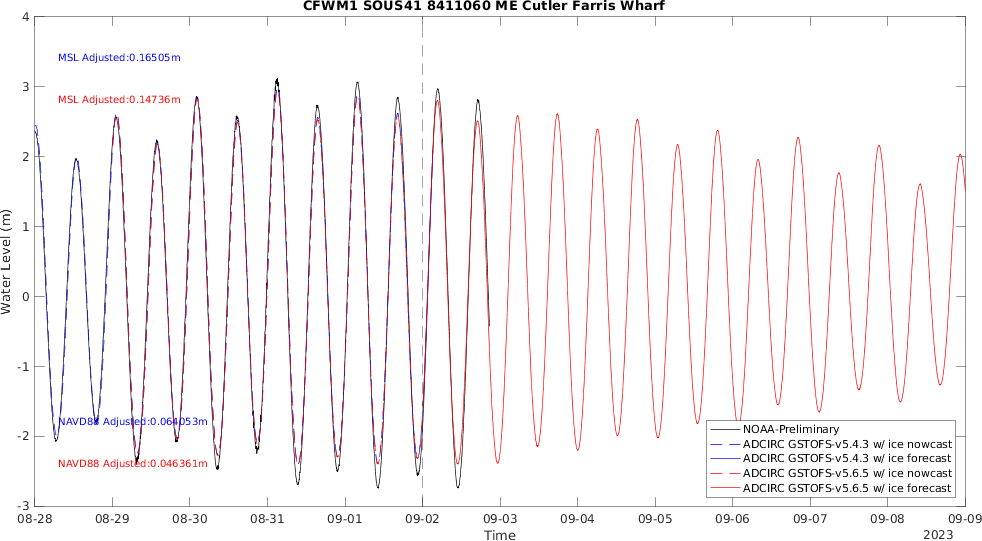 CFWM1 SOUS41 8411060 ME Cutler Farris Wharf
4
3
2
1
0
-1
-2
-3
Water Level (m)
MSL Adjusted:0.16505m
MSL Adjusted:0.14736m
NAVD88 Adjusted:0.064053m
NAVD88 Adjusted:0.046361m
NOAA-Preliminary
ADCIRC GSTOFS-v5.4.3 w/ ice nowcast
ADCIRC GSTOFS-v5.4.3 w/ ice forecast
ADCIRC GSTOFS-v5.6.5 w/ ice nowcast
ADCIRC GSTOFS-v5.6.5 w/ ice forecast
08-28 08-29 08-30 08-31 09-01 09-02 09-03 09-04 09-05 09-06 09-07 09-08 09-09
Time
2023